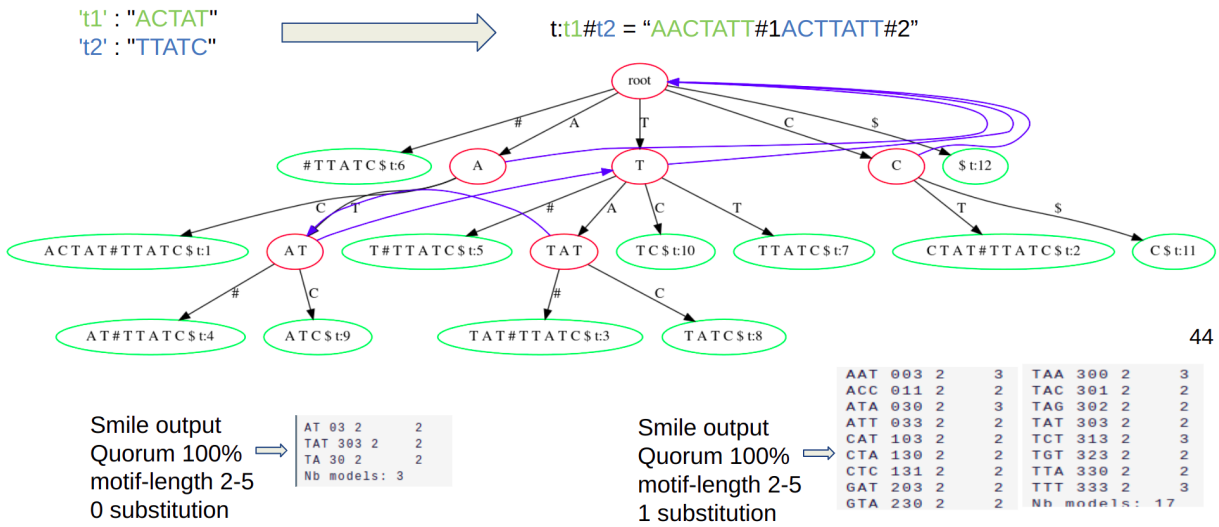 't1' : "ACTAT"
't2' : "TTATC"
t:t1#t2 = “AACTATT#1ACTTATT#2”
root
# A T C $
#TTATC$ t:6
A
T
C
$ t:12
C T # A C T T $
ACTAT#TTATC$ t:1
AT
T#TTATC$ t:5
TAT
TC$ t:10
TTATC$ t:7
CTAT#TTATC$ t:2
C$ t:11
# C # C
AT#TTATC$ t:4
ATC$ t:9
TAT#TTATC$ t:3
TATC$ t:8
44
Smile output
Quorum 100%
motif-length 2-5
0 substitution
AT 03 2 2
TAT 303 2 2
TA 30 2 2
Nb models: 3
Smile output
Quorum 100%
motif-length 2-5
1 substitution
AAT 003 2 3
ACC 011 2 2
ATA 030 2 3
ATT 033 2 2
CAT 103 2 2
CTA 130 2 2
CTC 131 2 2
GAT 203 2 2
GTA 230 2 2
TAA 300 2 3
TAC 301 2 2
TAG 302 2 2
TAT 303 2 2
TCT 313 2 3
TGT 323 2 2
TTA 330 2 2
TTT 333 2 3
Nb models: 17